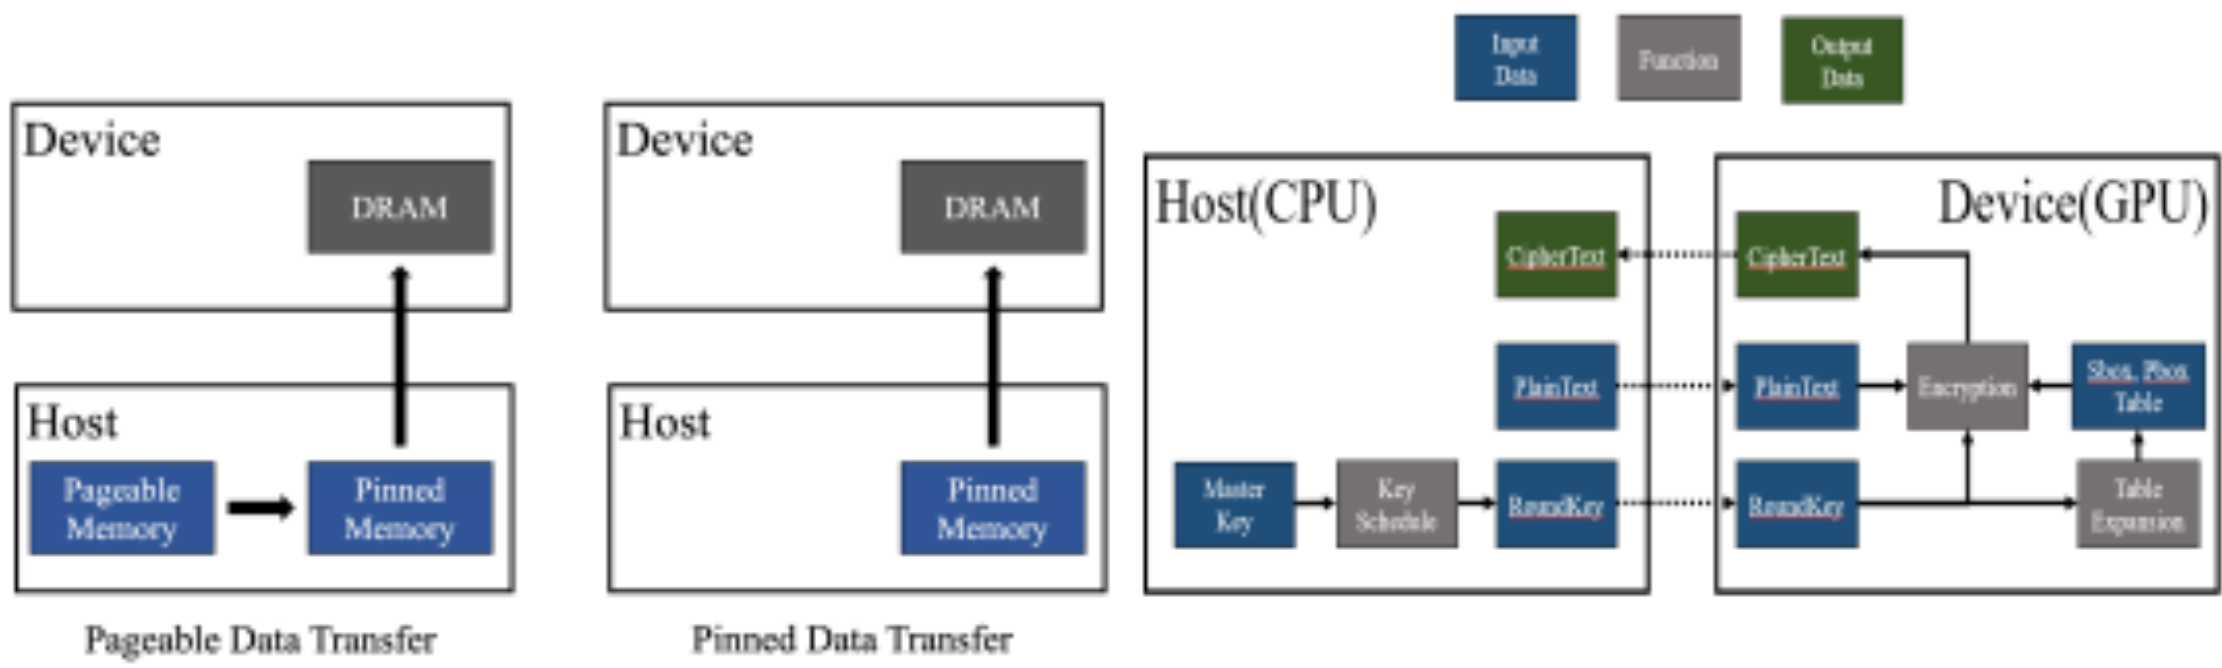 Device
DRAM
Host
Pageable
Memory
Pinned
Memory
Pageable Data Transfer
Device
DRAM
Host
Pinned
Memory
Pinned Data Transfer
Input
Data
Function
Output
Data
Host(CPU)
CipherText
PlainText
Master
Key
Key
Schedule
RoundKey
Device(GPU)
CipherText
PlainText
Encryption
Sbox, Pbox
Table
RoundKey
Table
Expansion